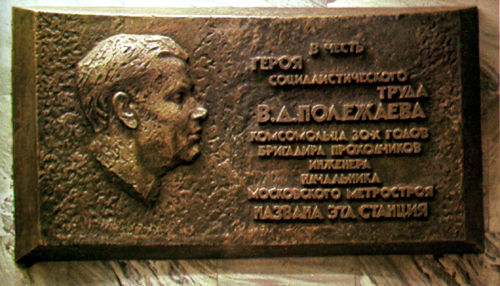 В ЧЕСТЬ
ГЕРОЯ
СОЦИАЛИСТИЧЕСКОГО
ТРУДА
В.Д.ПОЛЕЖАЕВА
КОМСОМОЛЬЦА 30-Х ГОДОВ
БРИГАДИРА ПРОХОДЧИКОВ
ИНЖЕНЕРА
НАЧАЛЬНИКА
МОСКОВСКОГО МЕТРОСТРОЯ
НАЗВАНА ЭТА СТАНЦИЯ